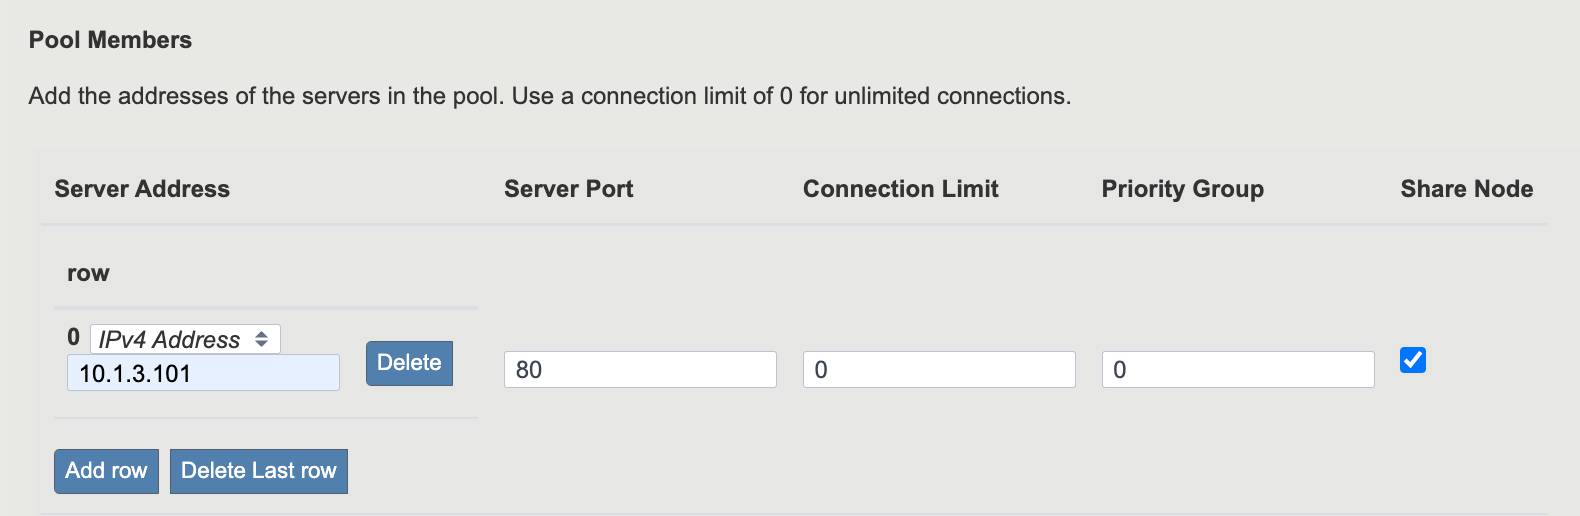 Pool Members
Add the addresses of the servers in the pool. Use a connection limit of 0 for unlimited connections.
Server Address Server Port Connection Limit Priority Group Share Node
row
0 IPv4 Address
10.1.3.101 Delete 80 0 0
Add row Delete Last row